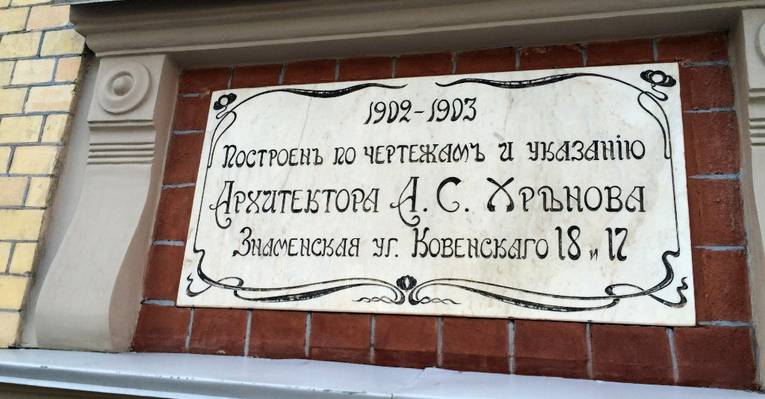 1902-1903
Построенъ по чертежамъ и указанію
Архитектора А.С. Хрѣнова
Знаменская уг. Ковенскаго 18 и 17